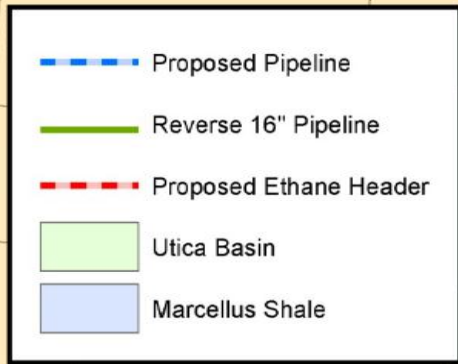 Proposed Pipeline
Reverse 16" Pipeline
Proposed Ethane Header
Utica Basin
Marcellus Shale